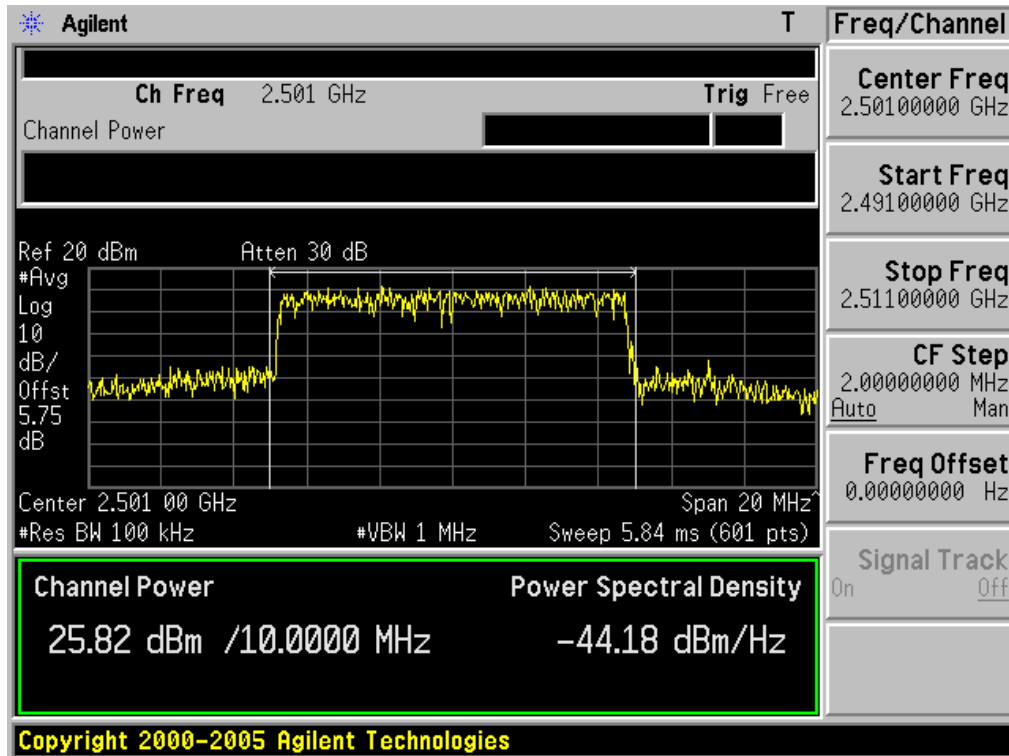 Agilent T
Ch Freq 2.501 GHz Trig Free
Channel Power
Ref 20 dBm Atten 30 dB
#Avg
Log
10
dB/
Offst
5.75
dB
Center 2.501 00 GHz Span 20 MHz^
#Res BW 100 kHz #VBW 1 MHz Sweep 5.84 ms (601 pts)
Channel Power Power Spectral Density
25.82 dBm /10.0000 MHz -44.18 dBm/Hz
Copyright 2000-2005 Agilent Technologies
Freq/Channel
Center Freq
2.50100000 GHz
Start Freq
2.49100000 GHz
Stop Freq
2.51100000 GHz
CF Step
2.00000000 MHz
Auto Man
Freq Offset
0.00000000 Hz
Signal Track
On Off